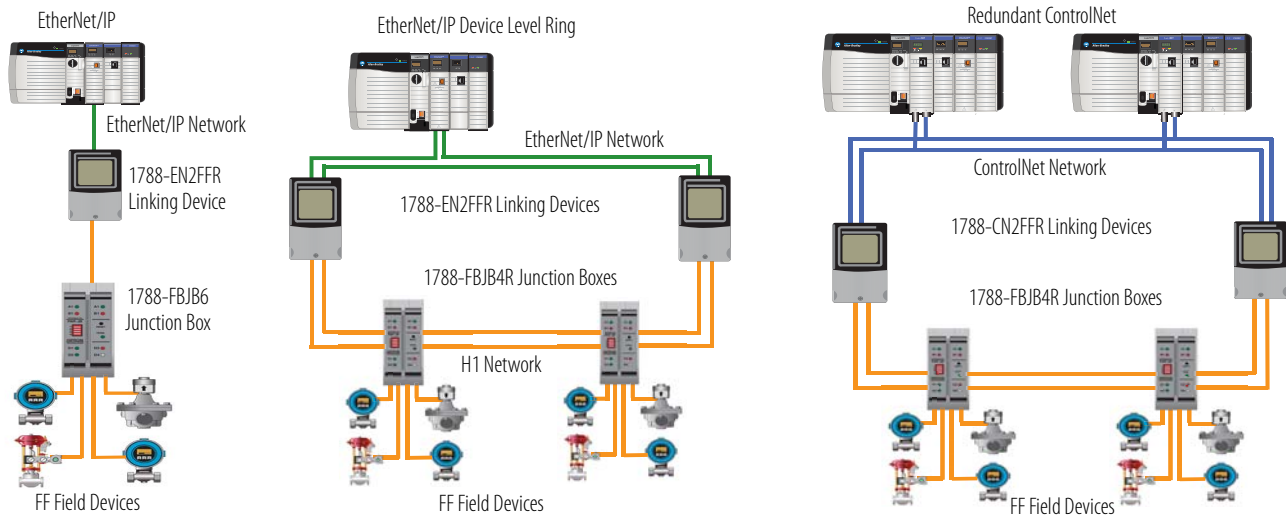 EtherNet/IP
EtherNet/IP Network
1788-EN2FFR
Linking Device
1788-FBJB6
Junction Box
FF Field Devices
EtherNet/IP Device Level Ring
EtherNet/IP Network
1788-EN2FFR Linking Devices
1788-FBJB4R Junction Boxes
H1 Network
FF Field Devices
Redundant ControlNet
ControlNet Network
1788-CN2FFR Linking Devices
1788-FBJB4R Junction Boxes
FF Field Devices